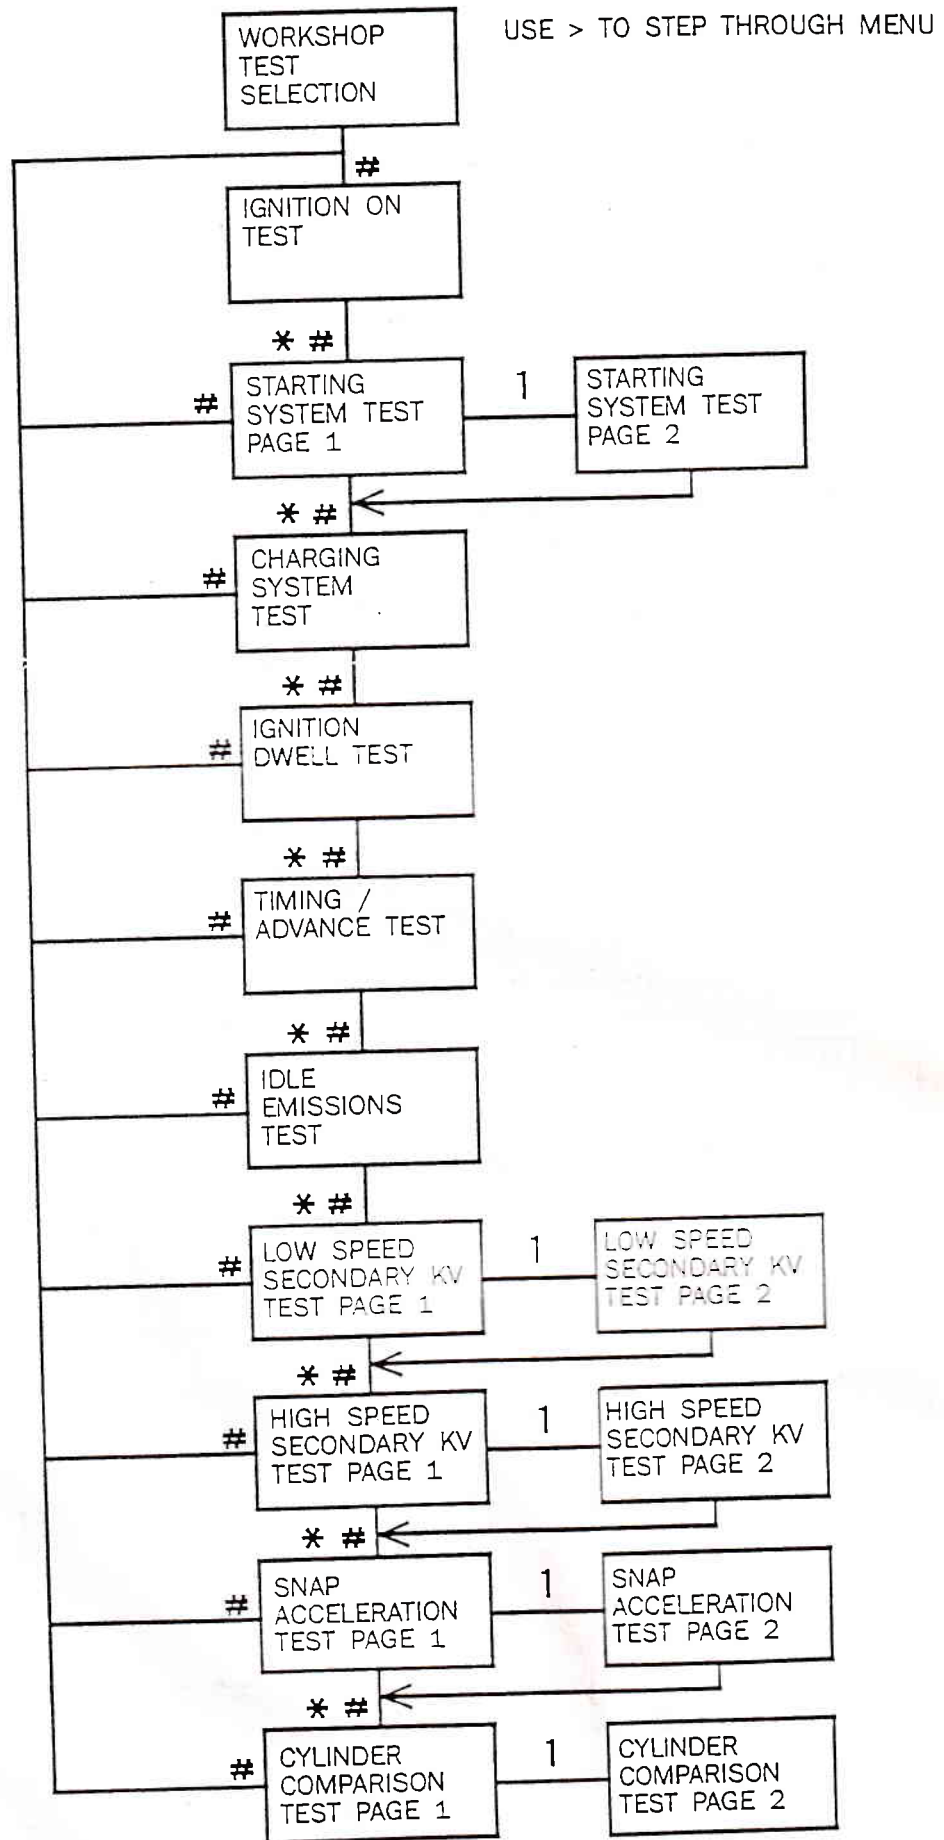 WORKSHOP
TEST
SELECTION
USE > TO STEP THROUGH MENU
#
IGNITION ON
TEST
* #
#
STARTING
SYSTEM TEST
PAGE 1
1
STARTING
SYSTEM TEST
PAGE 2
* #
#
CHARGING
SYSTEM
TEST
* #
#
IGNITION
DWELL TEST
* #
#
TIMING /
ADVANCE TEST
* #
#
IDLE
EMISSIONS
TEST
* #
#
LOW SPEED
SECONDARY KV
TEST PAGE 1
1
LOW SPEED
SECONDARY KV
TEST PAGE 2
* #
#
HIGH SPEED
SECONDARY KV
TEST PAGE 1
1
HIGH SPEED
SECONDARY KV
TEST PAGE 2
* #
#
SNAP
ACCELERATION
TEST PAGE 1
1
SNAP
ACCELERATION
TEST PAGE 2
* #
#
CYLINDER
COMPARISON
TEST PAGE 1
1
CYLINDER
COMPARISON
TEST PAGE 2